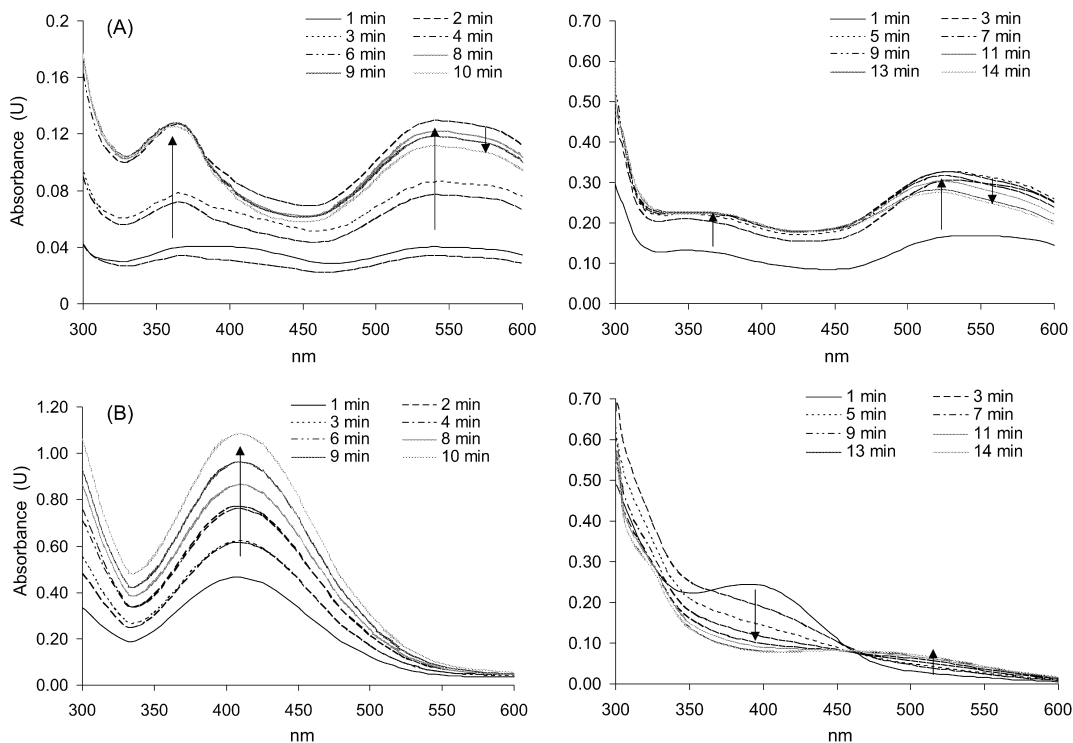 (A)
1 min 2 min
3 min 4 min
6 min 8 min
9 min 10 min
Absorbance (U)
0.2
0.16
0.12
0.08
0.04
0
300 350 400 450 500 550 600
nm
1 min 3 min
5 min 7 min
9 min 11 min
13 min 14 min
0.70
0.60
0.50
0.40
0.30
0.20
0.10
0.00
300 350 400 450 500 550 600
nm
(B)
1 min 2 min
3 min 4 min
6 min 8 min
9 min 10 min
Absorbance (U)
1.20
1.00
0.80
0.60
0.40
0.20
0.00
300 350 400 450 500 550 600
nm
1 min 3 min
5 min 7 min
9 min 11 min
13 min 14 min
0.70
0.60
0.50
0.40
0.30
0.20
0.10
0.00
300 350 400 450 500 550 600
nm